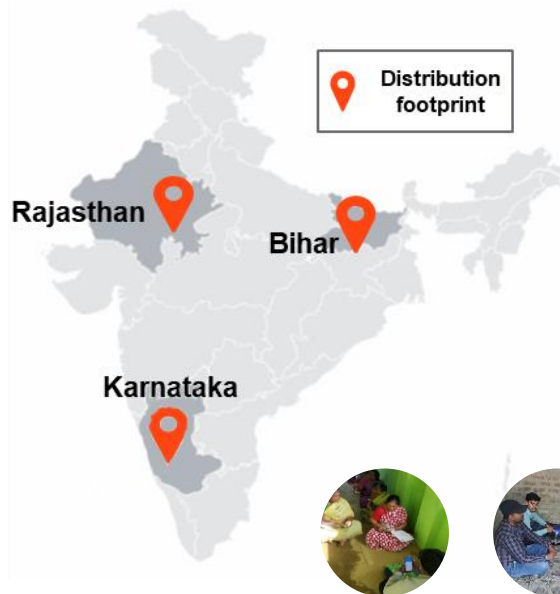 Distribution
footprint
Rajasthan
Bihar
Karnataka